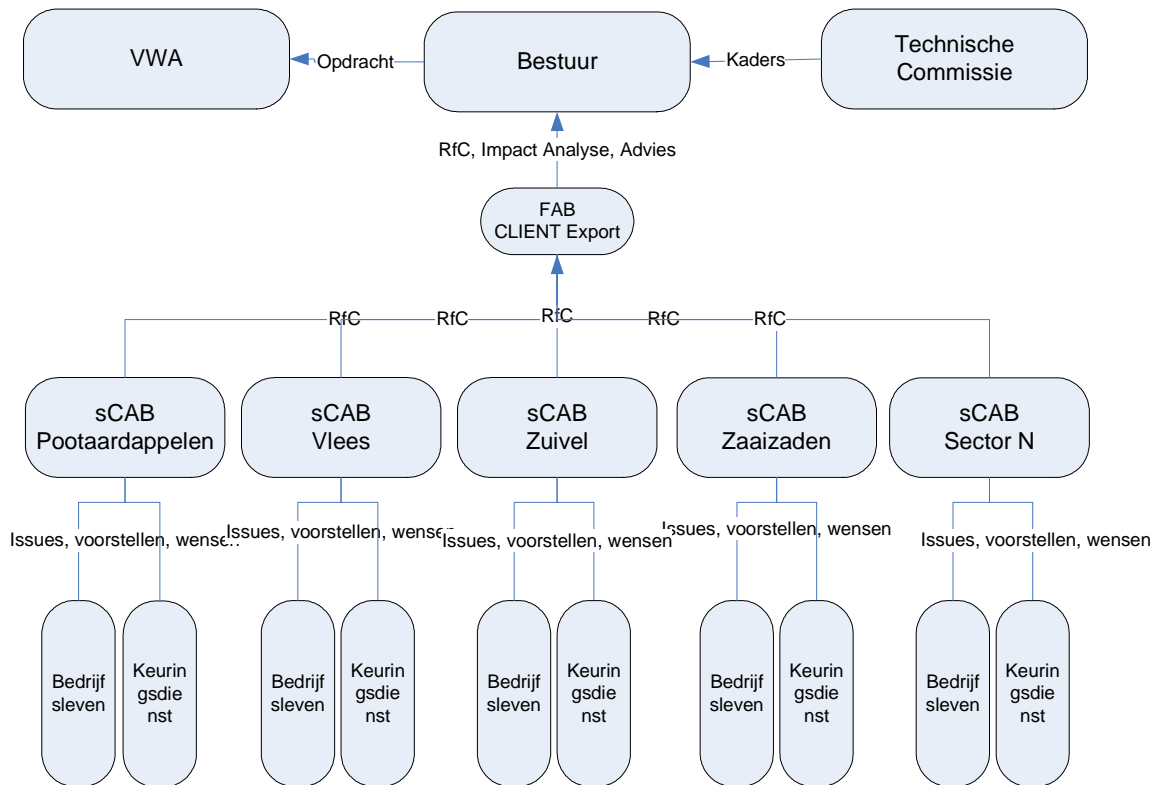 VWA
Opdracht
Bestuur
Kaders
Technische
Commissie
RfC, Impact Analyse, Advies
FAB
CLIENT Export
RfC
RfC
RfC
RfC
RfC
sCAB
Pootaardappelen
sCAB
Vlees
sCAB
Zuivel
sCAB
Zaaizaden
sCAB
Sector N
Issues, voorstellen, wensen
Issues, voorstellen, wensen
Issues, voorstellen, wensen
Issues, voorstellen, wensen
Issues, voorstellen, wensen
Bedrijf
sleven
Keurin
gsdie
nst
Bedrijf
sleven
Keurin
gsdie
nst
Bedrijf
sleven
Keurin
gsdie
nst
Bedrijf
sleven
Keurin
gsdie
nst
Bedrijf
sleven
Keurin
gsdie
nst